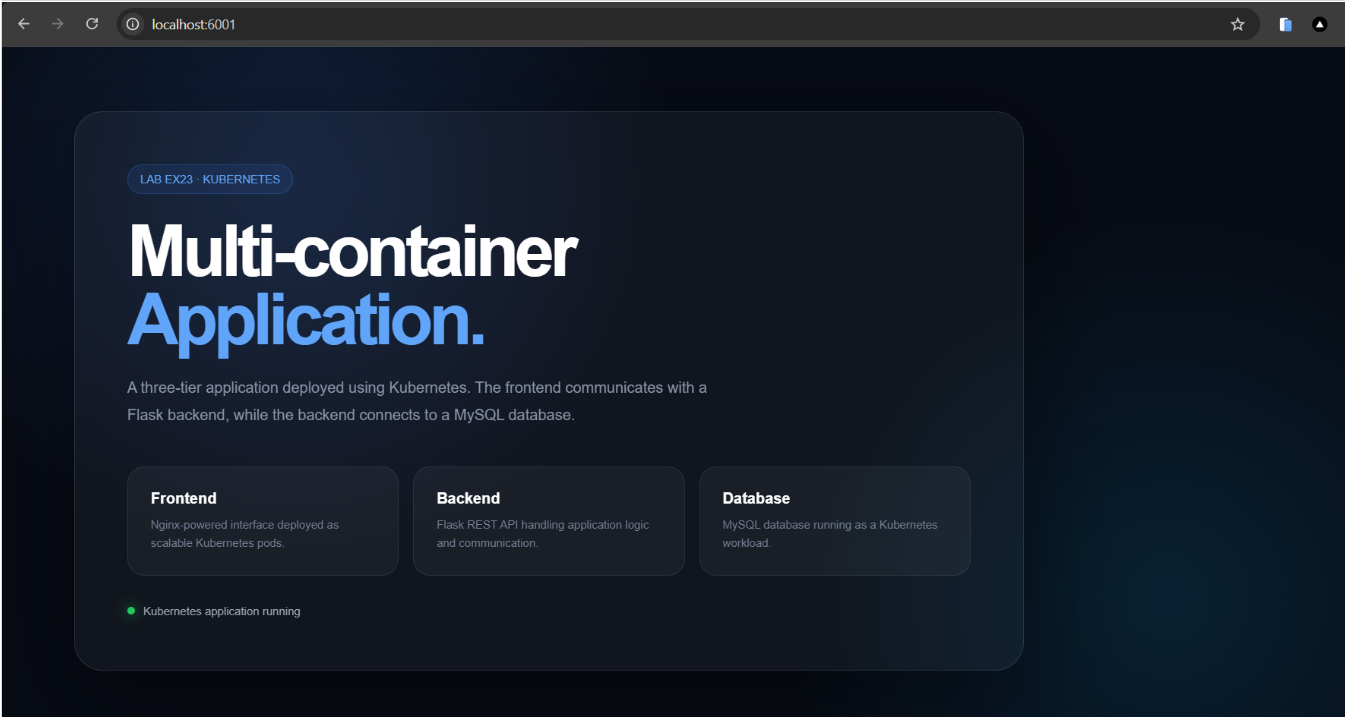 localhost:6001
LAB EX23 · KUBERNETES
Multi-container
Application.
A three-tier application deployed using Kubernetes. The frontend communicates with a
Flask backend, while the backend connects to a MySQL database.
Frontend
Nginx-powered interface deployed as
scalable Kubernetes pods.
Backend
Flask REST API handling application logic
and communication.
Database
MySQL database running as a Kubernetes
workload.
Kubernetes application running